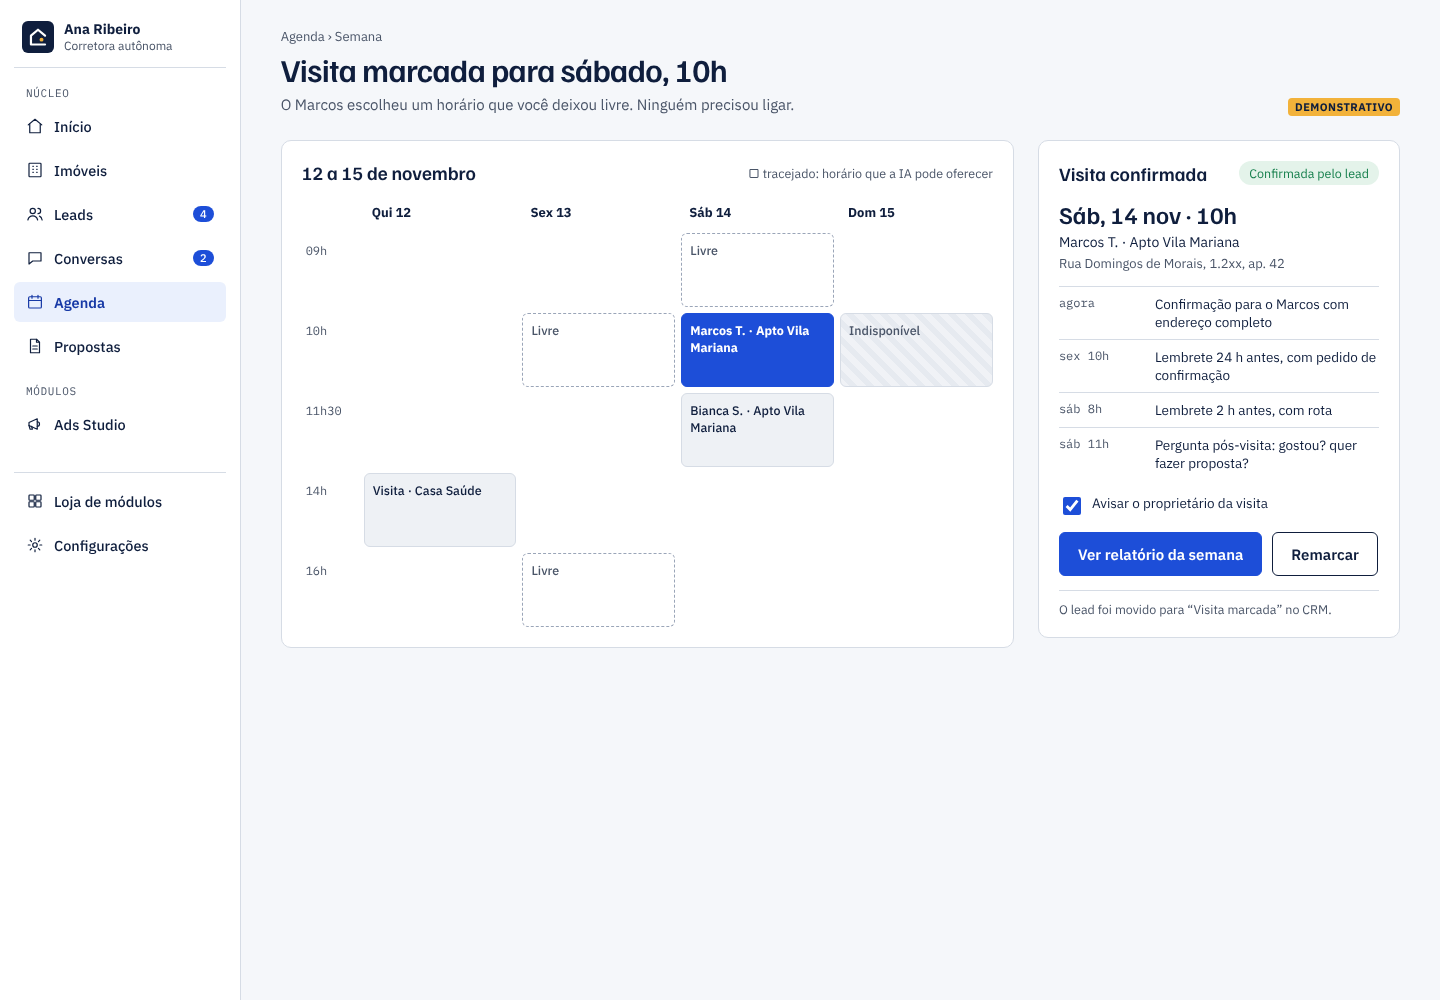 Ana Ribeiro
Corretora autônoma
NÚCLEO
Início
Imóveis
Leads 4
Conversas 2
Agenda
Propostas
MÓDULOS
Ads Studio
Loja de módulos
Configurações
Agenda › Semana
Visita marcada para sábado, 10h
O Marcos escolheu um horário que você deixou livre. Ninguém precisou ligar.
DEMONSTRATIVO
12 a 15 de novembro
tracejado: horário que a IA pode oferecer
Qui 12 Sex 13 Sáb 14 Dom 15
09h
Livre
10h
Livre
Marcos T. · Apto Vila
Mariana
Indisponível
11h30
Bianca S. · Apto Vila
Mariana
14h
Visita · Casa Saúde
16h
Livre
Visita confirmada
Confirmada pelo lead
Sáb, 14 nov · 10h
Marcos T. · Apto Vila Mariana
Rua Domingos de Morais, 1.2xx, ap. 42
agora
Confirmação para o Marcos com
endereço completo
sex 10h
Lembrete 24 h antes, com pedido de
confirmação
sáb 8h
Lembrete 2 h antes, com rota
sáb 11h
Pergunta pós-visita: gostou? quer
fazer proposta?
Avisar o proprietário da visita
Ver relatório da semana
Remarcar
O lead foi movido para “Visita marcada” no CRM.